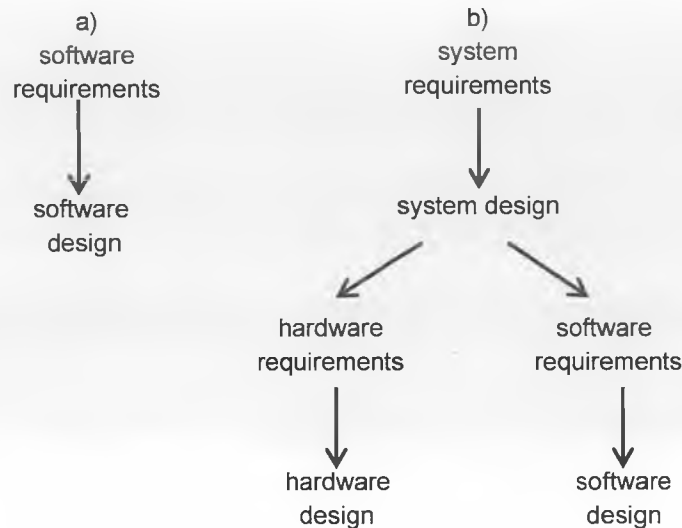 a)
software
requirements
software
design
b)
system
requirements
system design
hardware
requirements
software
requirements
hardware
design
software
design